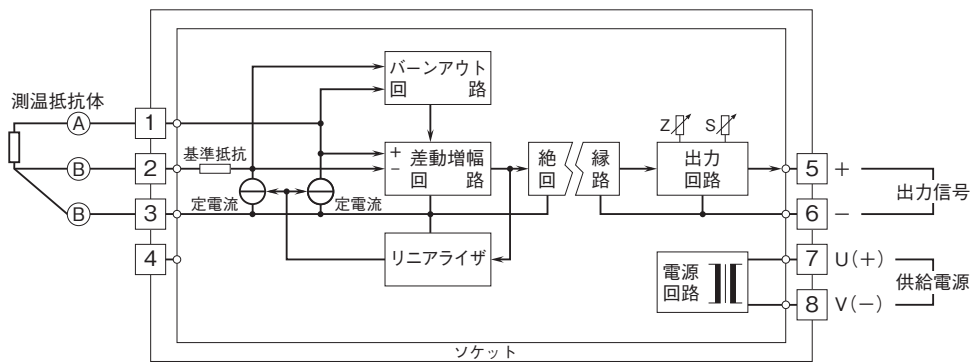 測温抵抗体
A
B
B
1
2
3
4
基準抵抗
定電流
定電流
バーンアウト
回路
+
−
差動増幅
回路
リニアライザ
絶縁
回路
Z
S
出力
回路
電源
回路
5
+
6
−
出力信号
7
U(+)
8
V(−)
供給電源
ソケット